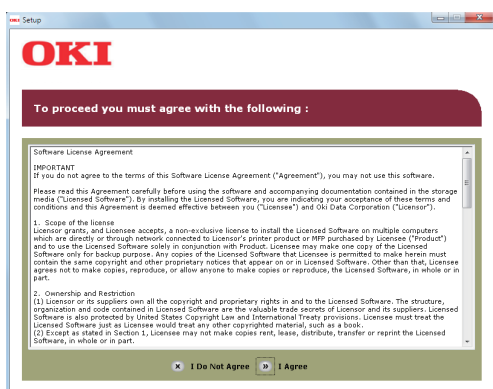 OKI Setup
OKI
To proceed you must agree with the following :
Software License Agreement
IMPORTANT
If you do not agree to the terms of this Software License Agreement ("Agreement"), you may not use this software.
Please read this Agreement carefully before using the software and accompanying documentation contained in the storage
media ("Licensed Software"). By installing the Licensed Software, you are indicating your acceptance of these terms and
conditions and this Agreement is deemed effective between you ("Licensee") and Oki Data Corporation ("Licensor").
1. Scope of the license
Licensor grants, and Licensee accepts, a non-exclusive license to install the Licensed Software on multiple computers
which are directly or through network connected to Licensor's printer product or MFP purchased by Licensee ("Product")
and to use the Licensed Software solely in conjunction with Product. Licensee may make one copy of the Licensed
Software only for backup purpose. Any copies of the Licensed Software that Licensee is permitted to make herein must
contain the same copyright and other proprietary notices that appear on or in Licensed Software. Other than that, Licensee
agrees not to make copies, reproduce, or allow anyone to make copies or reproduce, the Licensed Software, in whole or in
part.
2. Ownership and Restriction
(1) Licensor or its suppliers own all the copyright and proprietary rights in and to the Licensed Software. The structure,
organization and code contained in Licensed Software are the valuable trade secrets of Licensor and its suppliers. Licensed
Software is also protected by United States Copyright Law and International Treaty provisions. Licensee must treat the
Licensed Software just as Licensee would treat any other copyrighted material, such as a book.
(2) Except as stated in Section 1, Licensee may not make copies rent, lease, distribute, transfer or reprint the Licensed
Software, in whole or in part.
I Do Not Agree I Agree